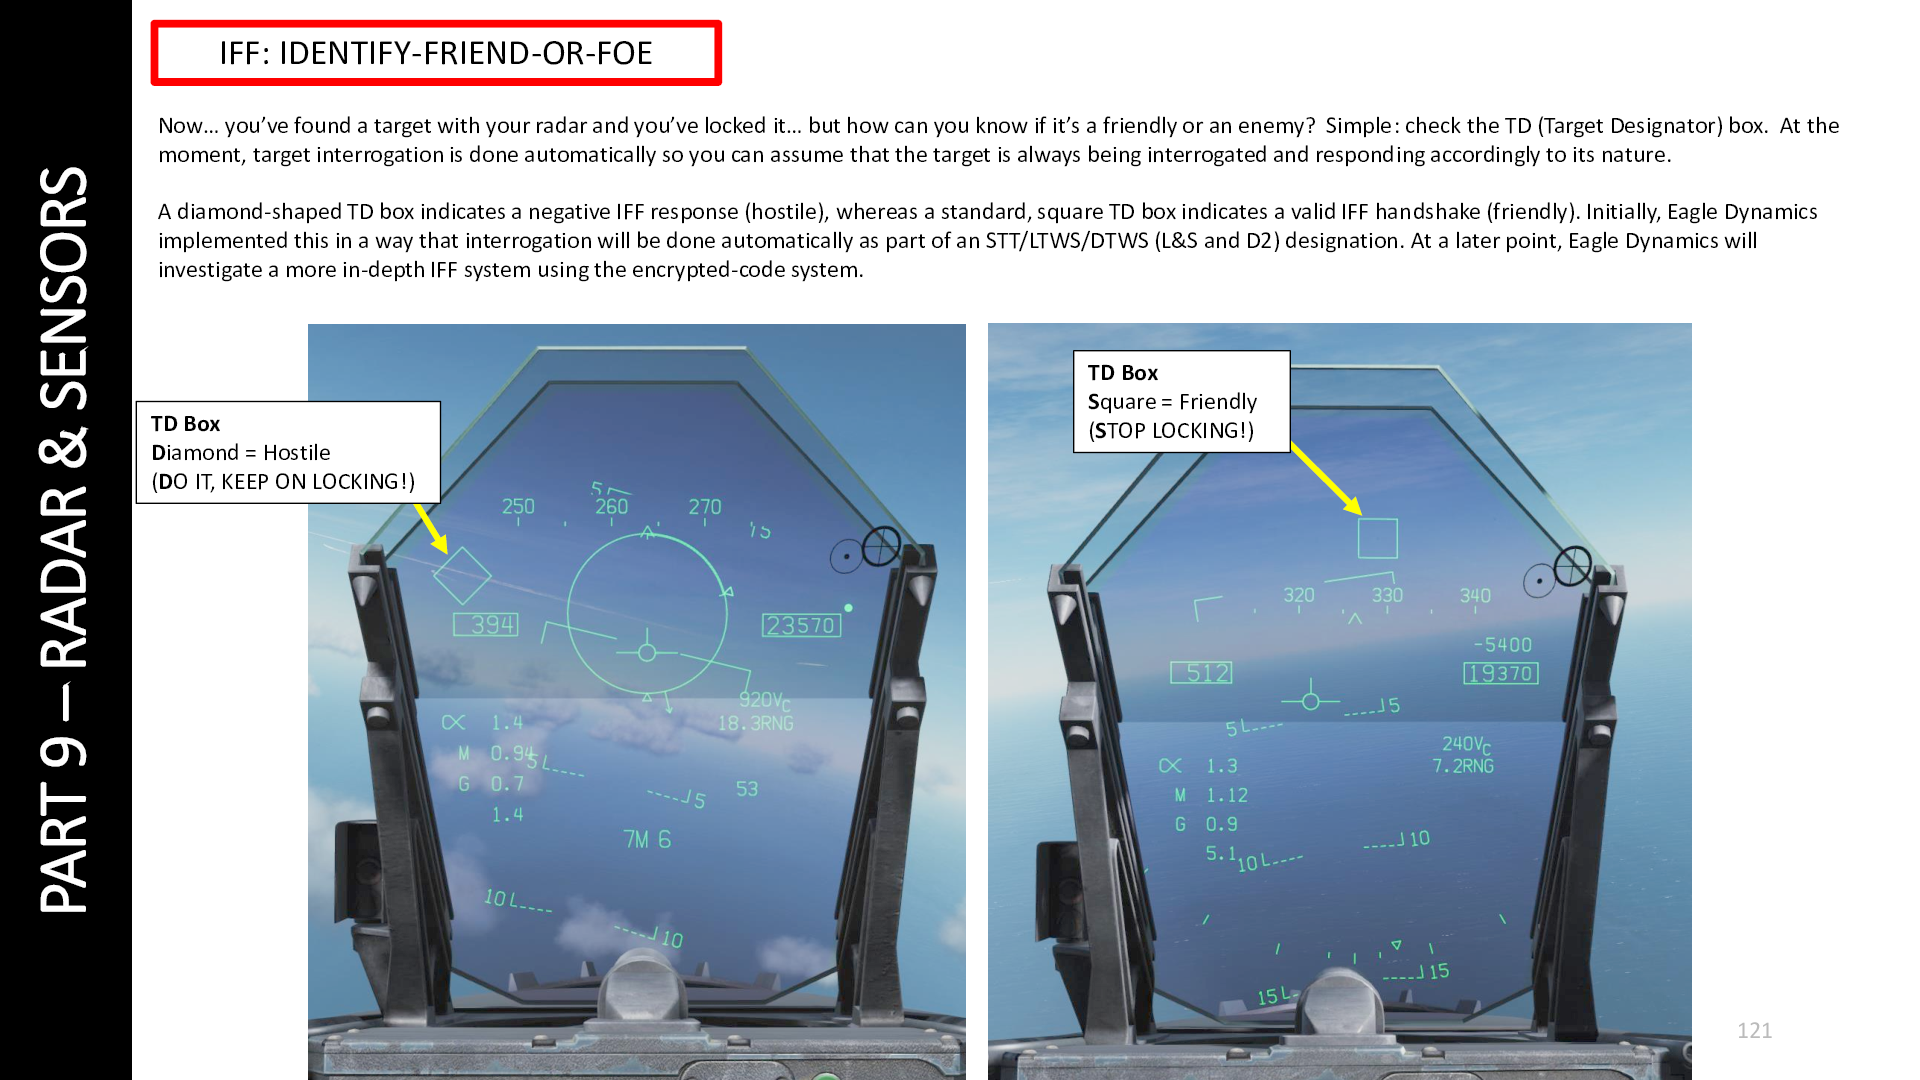 PART 9 – RADAR & SENSORS
IFF: IDENTIFY-FRIEND-OR-FOE
Now… you’ve found a target with your radar and you’ve locked it… but how can you know if it’s a friendly or an enemy?  Simple: check the TD (Target Designator) box.  At the
moment, target interrogation is done automatically so you can assume that the target is always being interrogated and responding accordingly to its nature.
A diamond-shaped TD box indicates a negative IFF response (hostile), whereas a standard, square TD box indicates a valid IFF handshake (friendly). Initially, Eagle Dynamics
implemented this in a way that interrogation will be done automatically as part of an STT/LTWS/DTWS (L&S and D2) designation. At a later point, Eagle Dynamics will
investigate a more in-depth IFF system using the encrypted-code system.
TD Box
Diamond = Hostile
(DO IT, KEEP ON LOCKING!)
5
250 260 270
394
23570
920Vc
18.3RNG
α 1.4
M 0.94
G 0.7
1.4
5
5
53
7M 6
10
10
TD Box
Square = Friendly
(STOP LOCKING!)
320 330 340
-5400
512
19370
5
5
240Vc
7.2RNG
α 1.3
M 1.12
G 0.9
5.1
10
10
15
15
121